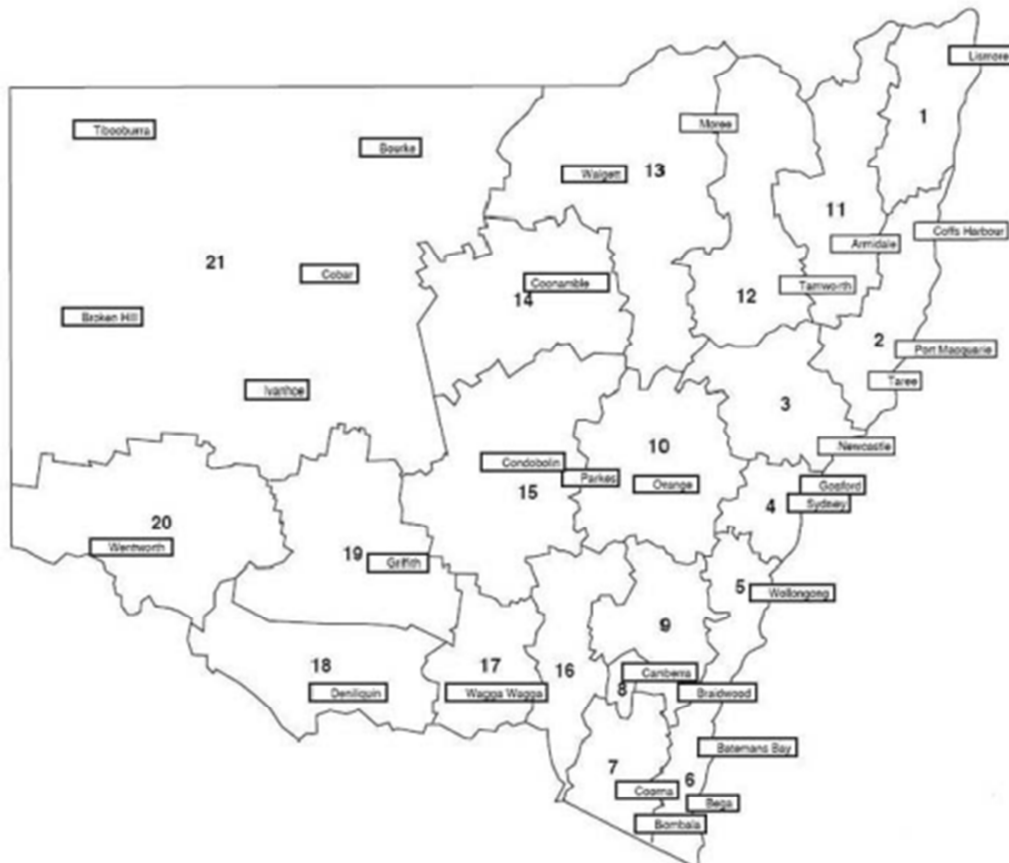 Lismore
1
Tibooburra
Moree
Bourke
Walgett
13
11
Coffs Harbour
Armidale
21
Cobar
Coonamble
Tamworth
14
12
Broken Hill
2
Port Macquarie
Taree
Ivanhoe
3
10
Newcastle
Condobolin
Parkes
Orange
Gosford
15
4
Sydney
20
Wentworth
19
Griffith
5
Wollongong
9
18
17
16
Canberra
8
Deniliquin
Wagga Wagga
Braidwood
Batemans Bay
7
6
Cooma
Bega
Bombala